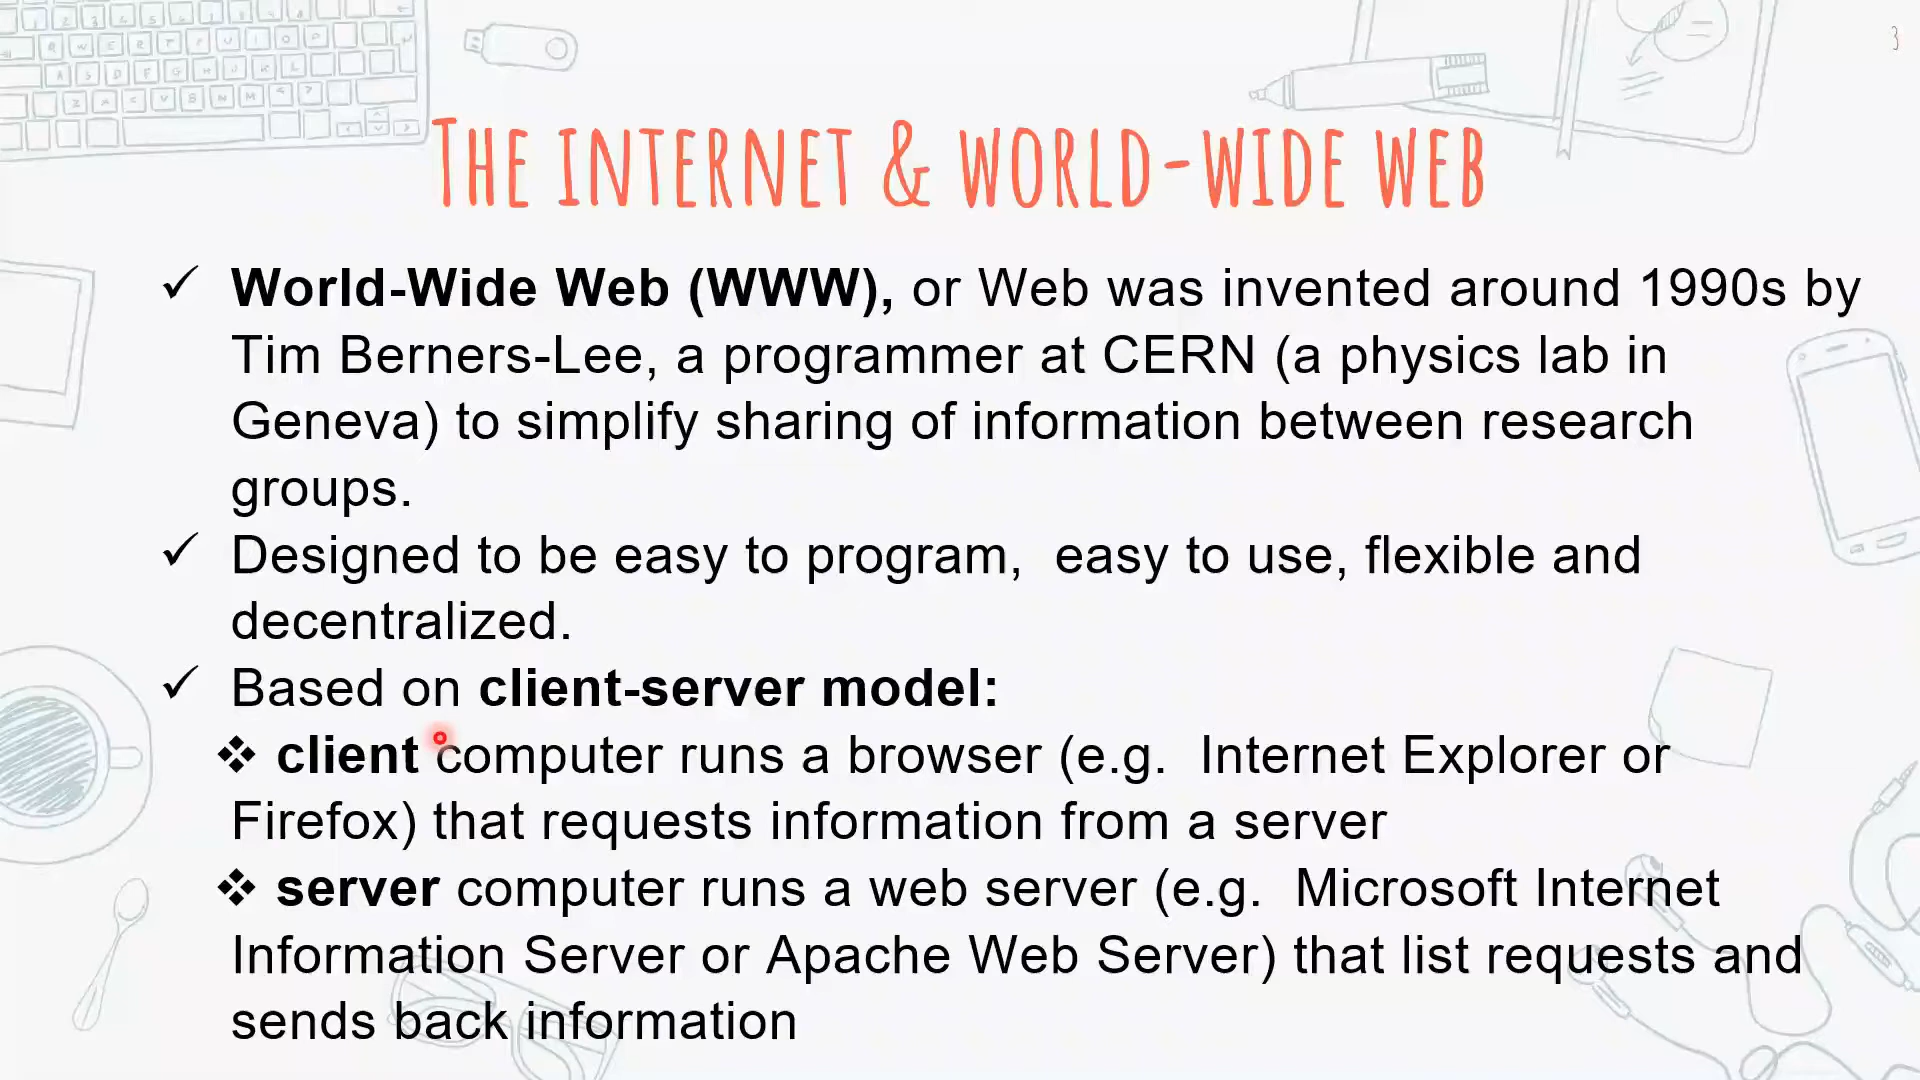 3
THE INTERNET & WORLD-WIDE WEB
✓ World-Wide Web (WWW), or Web was invented around 1990s by
Tim Berners-Lee, a programmer at CERN (a physics lab in
Geneva) to simplify sharing of information between research
groups.
✓ Designed to be easy to program,  easy to use, flexible and
decentralized.
✓ Based on client-server model:
❖ client computer runs a browser (e.g.  Internet Explorer or
Firefox) that requests information from a server
❖ server computer runs a web server (e.g.  Microsoft Internet
Information Server or Apache Web Server) that list requests and
sends back information